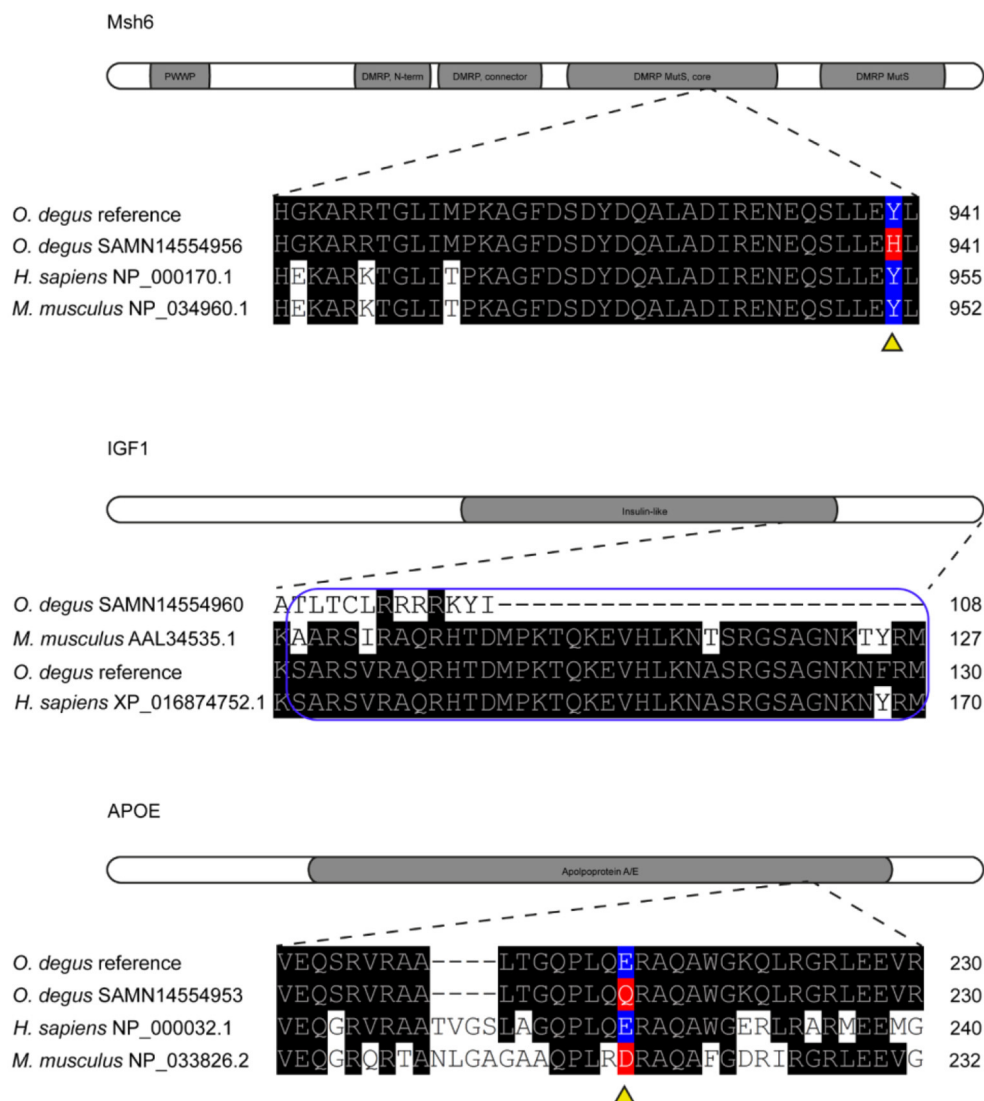 Msh6
PWWP DMRP, N-term DMRP, connector DMRP MutS, core DMRP MutS
O. degus reference HGKARRTGLIMPKAGFDSDYDQALADIRENEQSLLEYL 941
O. degus SAMN14554956 HGKARRTGLIMPKAGFDSDYDQALADIRENEQSLLEHL 941
H. sapiens NP_000170.1 HEKARKTGLITPKAGFDSDYDQALADIRENEQSLLEYL 955
M. musculus NP_034960.1 HEKARKTGLITPKAGFDSDYDQALADIRENEQSLLEYL 952
IGF1
Insulin-like
O. degus SAMN14554960 ATLTCLRRRRKYI------------------------- 108
M. musculus AAL34535.1 KAARSIRAQRHTDMPKTQKEVHLKNTSRGSAGNKTYRM 127
O. degus reference KSARSVRAQRHTDMPKTQKEVHLKNASRGSAGNKNFRM 130
H. sapiens XP_016874752.1 KSARSVRAQRHTDMPKTQKEVHLKNASRGSAGNKNYRM 170
APOE
Apolpoprotein A/E
O. degus reference VEQSRVRAA----LTGQPLQERAQAWGKQLRGRLEEVR 230
O. degus SAMN14554953 VEQSRVRAA----LTGQPLQQRAQAWGKQLRGRLEEVR 230
H. sapiens NP_000032.1 VEQGRVRAATVGSLAGQPLQERAQAWGERLRARMEEMG 240
M. musculus NP_033826.2 VEQGRQRTANLGAGAAQPLRDRAQAFGDRIRGRLEEVG 232